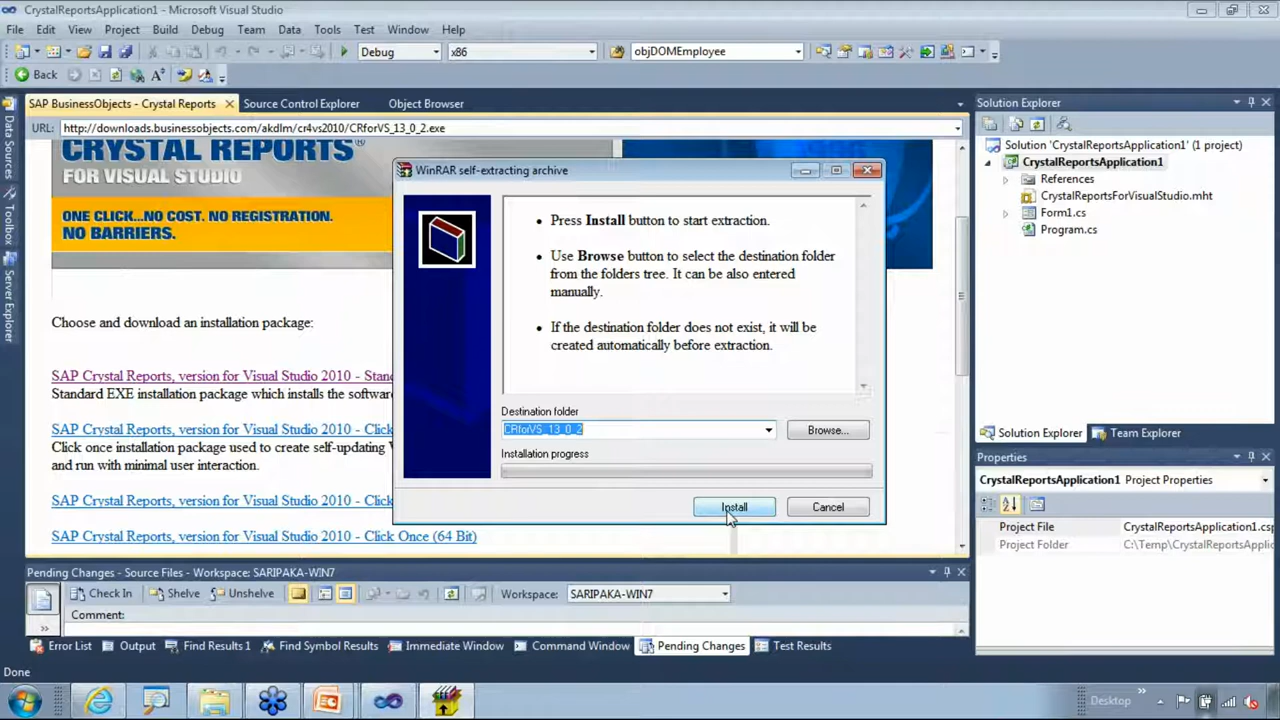 CrystalReportsApplication1 - Microsoft Visual Studio
File Edit View Project Build Debug Team Data Tools Test Window Help
Debug x86 objDOMEmployee
Back
SAP BusinessObjects - Crystal Reports Source Control Explorer Object Browser
URL: http://downloads.businessobjects.com/akdlm/cr4vs2010/CRforVS_13_0_2.exe
CRYSTAL REPORTS®
FOR VISUAL STUDIO
ONE CLICK...NO COST. NO REGISTRATION.
NO BARRIERS.
Choose and download an installation package:
SAP Crystal Reports, version for Visual Studio 2010 - Stan
Standard EXE installation package which installs the software
SAP Crystal Reports, version for Visual Studio 2010 - Click
Click once installation package used to create self-updating
and run with minimal user interaction.
SAP Crystal Reports, version for Visual Studio 2010 - Click
SAP Crystal Reports, version for Visual Studio 2010 - Click Once (64 Bit)
WinRAR self-extracting archive
• Press Install button to start extraction.
• Use Browse button to select the destination folder
from the folders tree. It can be also entered
manually.
• If the destination folder does not exist, it will be
created automatically before extraction.
Destination folder
CRforVS_13_0_2 Browse...
Installation progress
Install Cancel
Data Sources
Toolbox
Server Explorer
Solution Explorer
Solution 'CrystalReportsApplication1' (1 project)
CrystalReportsApplication1
References
CrystalReportsForVisualStudio.mht
Form1.cs
Program.cs
Solution Explorer Team Explorer
Properties
CrystalReportsApplication1 Project Properties
Project File CrystalReportsApplication1.csp
Project Folder C:\Temp\CrystalReportsApplic
Pending Changes - Source Files - Workspace: SARIPAKA-WIN7
Check In Shelve Unshelve Workspace: SARIPAKA-WIN7
Comment:
Error List Output Find Results 1 Find Symbol Results Immediate Window Command Window Pending Changes Test Results
Done
Desktop